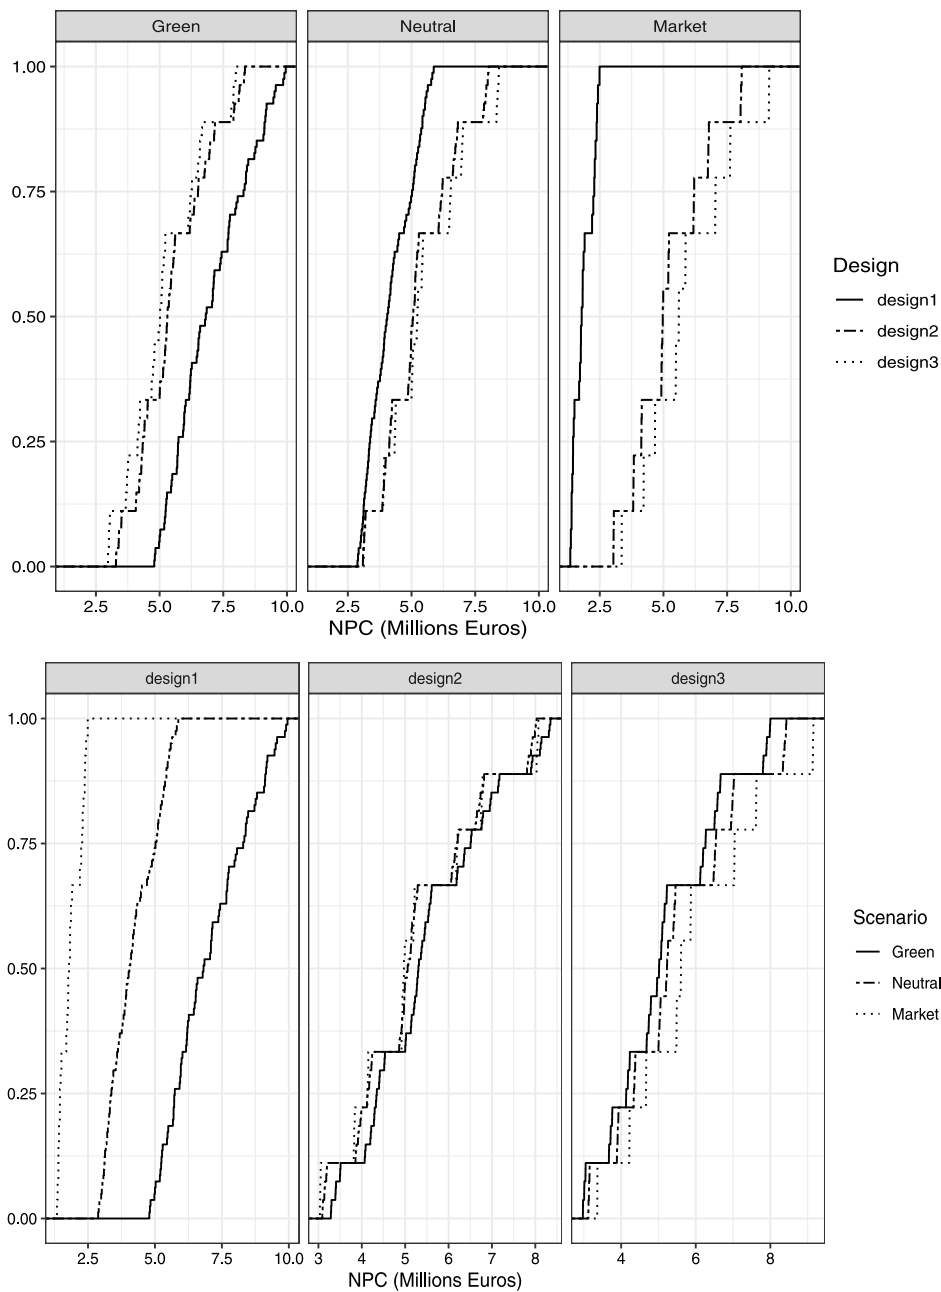 Green Neutral Market
1.00
0.75
0.50
0.25
0.00
2.5 5.0 7.5 10.0 2.5 5.0 7.5 10.0 2.5 5.0 7.5 10.0
NPC (Millions Euros)
Design
design1
design2
design3
design1 design2 design3
1.00
0.75
0.50
0.25
0.00
2.5 5.0 7.5 10.0 3 4 5 6 7 8 4 6 8
NPC (Millions Euros)
Scenario
Green
Neutral
Market